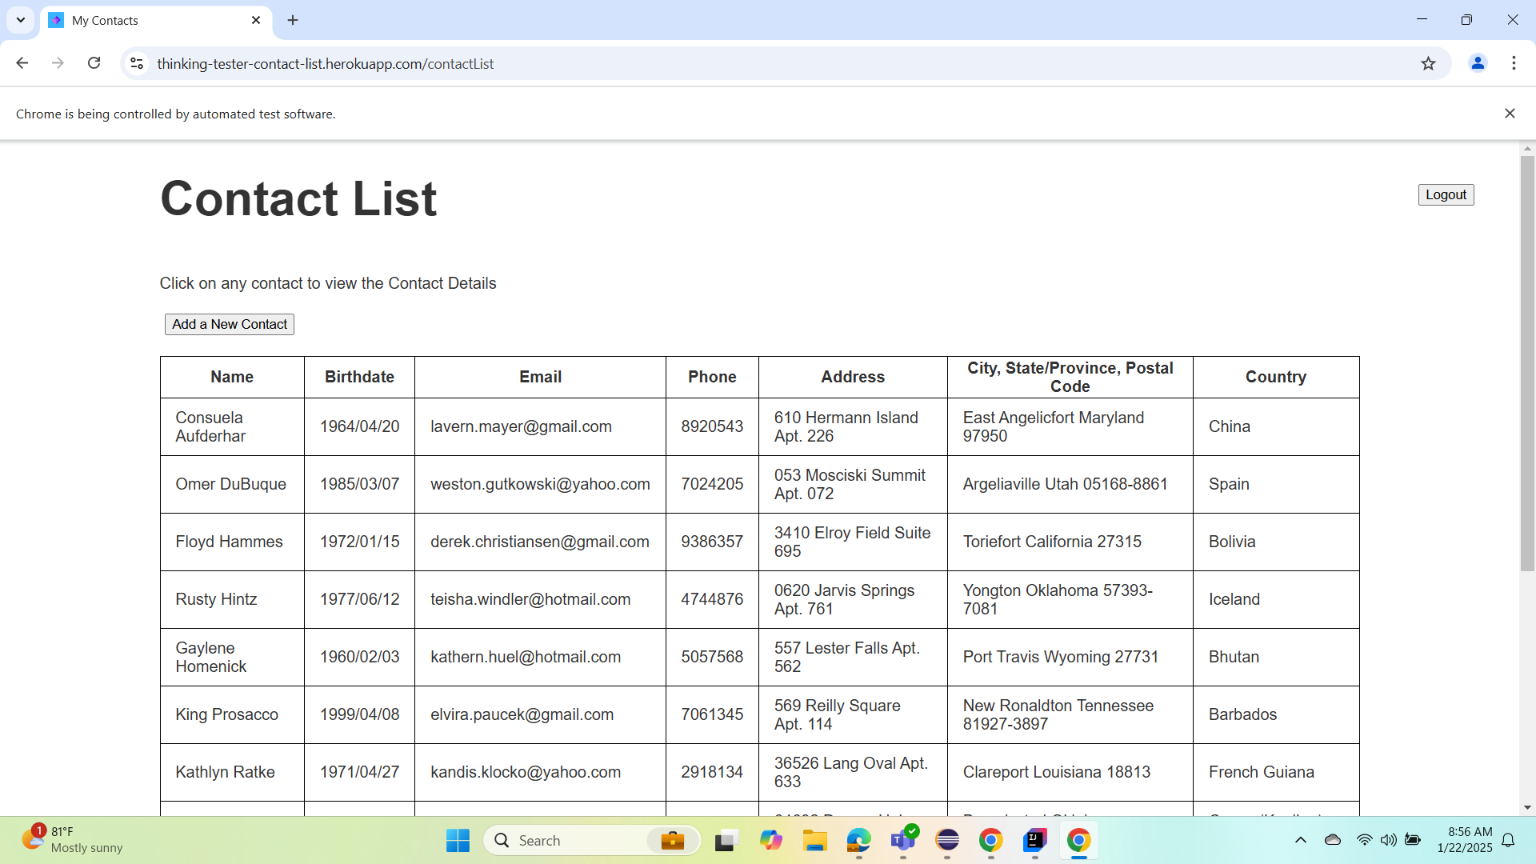 My Contacts
thinking-tester-contact-list.herokuapp.com/contactList
Chrome is being controlled by automated test software.
Contact List
Logout
Click on any contact to view the Contact Details
Add a New Contact
Name Birthdate Email Phone Address City, State/Province, Postal Code Country
Consuela Aufderhar 1964/04/20 lavern.mayer@gmail.com 8920543 610 Hermann Island Apt. 226 East Angelicfort Maryland 97950 China
Omer DuBuque 1985/03/07 weston.gutkowski@yahoo.com 7024205 053 Mosciski Summit Apt. 072 Argeliaville Utah 05168-8861 Spain
Floyd Hammes 1972/01/15 derek.christiansen@gmail.com 9386357 3410 Elroy Field Suite 695 Toriefort California 27315 Bolivia
Rusty Hintz 1977/06/12 teisha.windler@hotmail.com 4744876 0620 Jarvis Springs Apt. 761 Yongton Oklahoma 57393-7081 Iceland
Gaylene Homenick 1960/02/03 kathern.huel@hotmail.com 5057568 557 Lester Falls Apt. 562 Port Travis Wyoming 27731 Bhutan
King Prosacco 1999/04/08 elvira.paucek@gmail.com 7061345 569 Reilly Square Apt. 114 New Ronaldton Tennessee 81927-3897 Barbados
Kathlyn Ratke 1971/04/27 kandis.klocko@yahoo.com 2918134 36526 Lang Oval Apt. 633 Clareport Louisiana 18813 French Guiana
1
81°F
Mostly sunny
Search
8:56 AM
1/22/2025